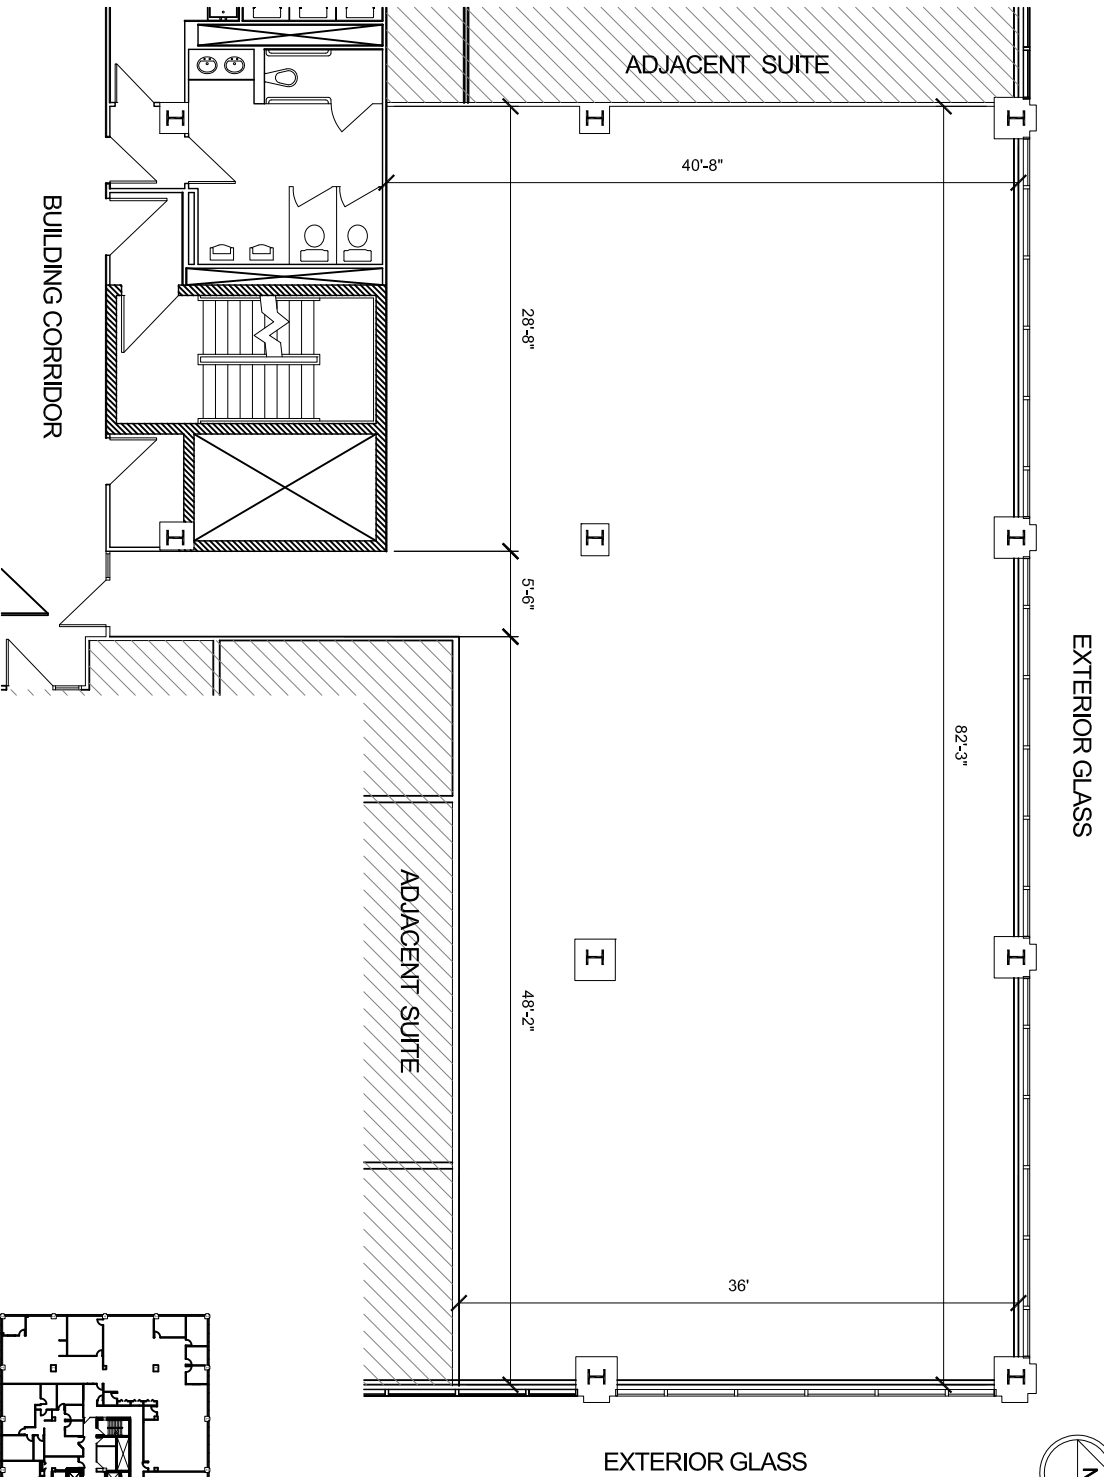 ADJACENT SUITE
40'-8"
BUILDING CORRIDOR
28'-8"
5'-6"
EXTERIOR GLASS
82'-3"
ADJACENT SUITE
48'-2"
36'
EXTERIOR GLASS
N